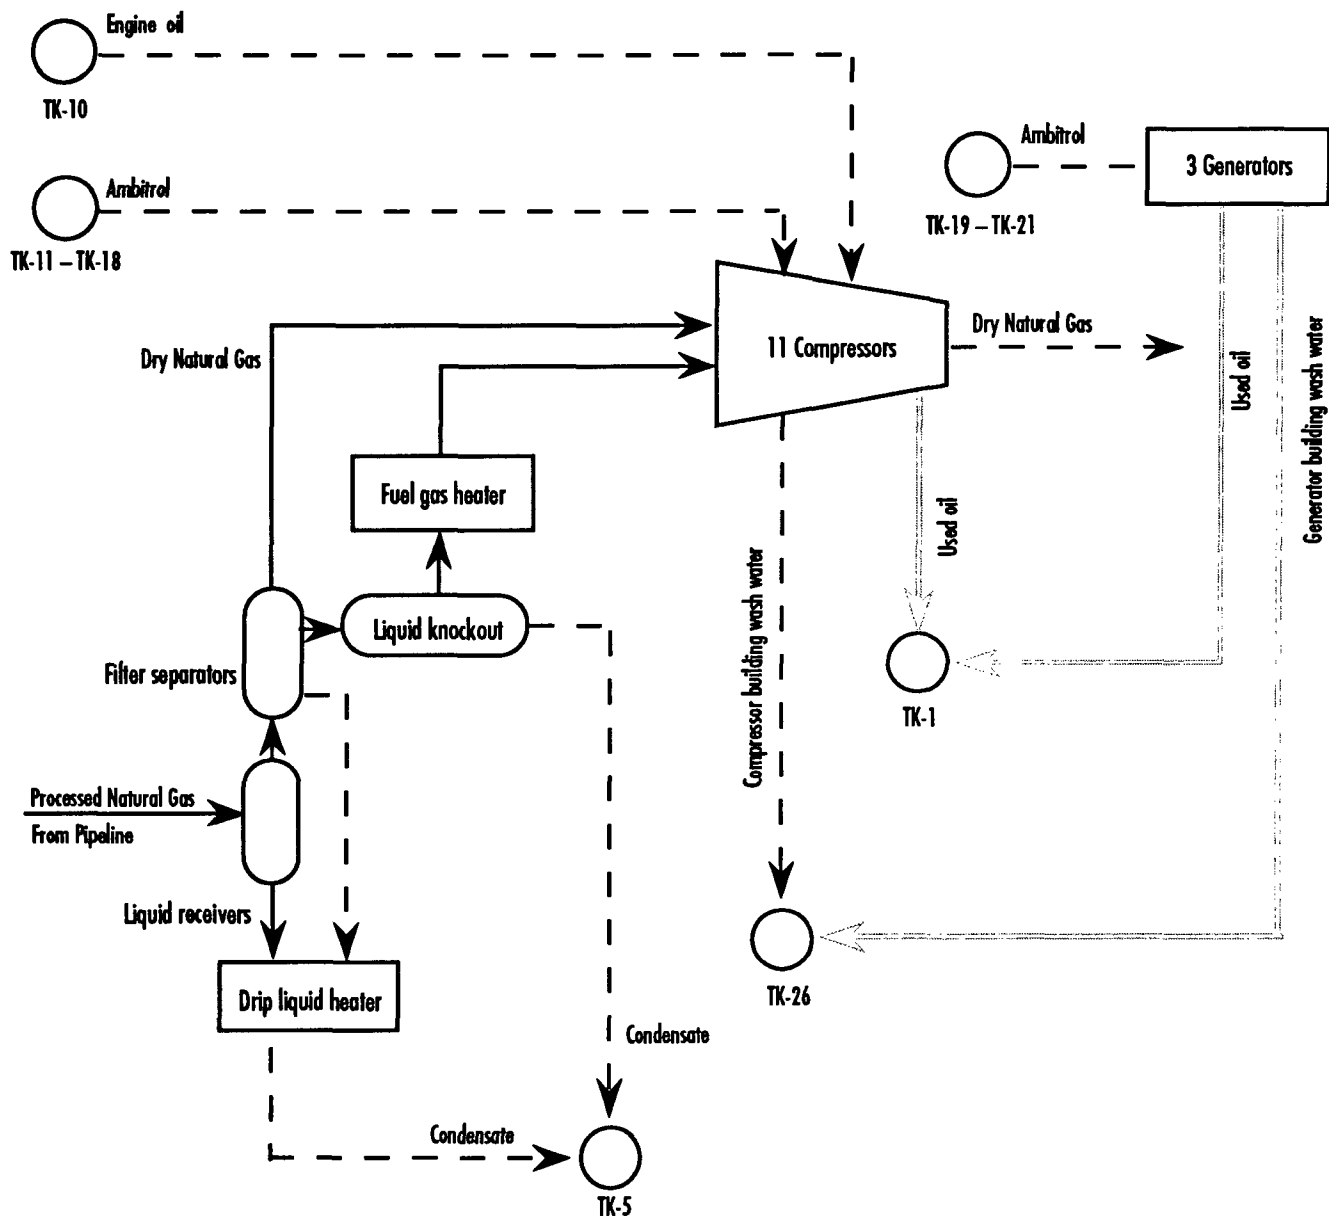 Engine oil
TK-10
Ambitrol
3 Generators
Ambitrol
TK-19 – TK-21
TK-11 – TK-18
Dry Natural Gas
11 Compressors
Dry Natural Gas
Used oil
Generator building wash water
Fuel gas heater
Used oil
Compressor building wash water
Liquid knockout
Filter separators
TK-1
Processed Natural Gas
From Pipeline
Liquid receivers
Drip liquid heater
TK-26
Condensate
Condensate
TK-5